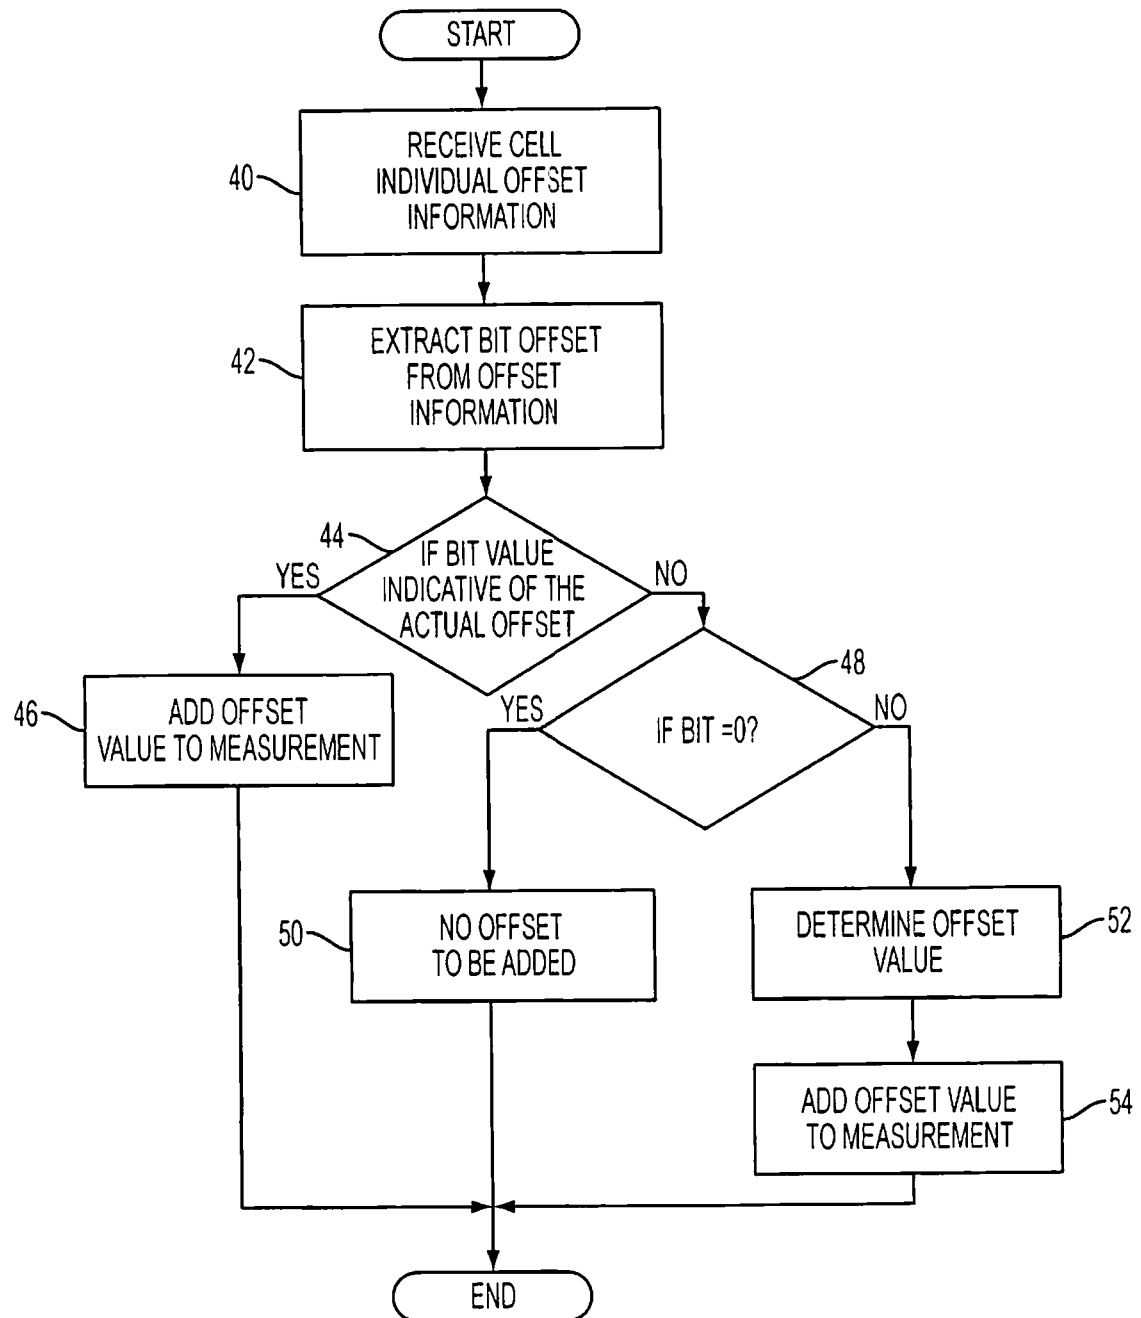 START
RECEIVE CELL
INDIVIDUAL OFFSET
INFORMATION
40
EXTRACT BIT OFFSET
FROM OFFSET
INFORMATION
42
44
IF BIT VALUE
INDICATIVE OF THE
ACTUAL OFFSET
YES
NO
46
ADD OFFSET
VALUE TO MEASUREMENT
48
YES
IF BIT =0?
NO
50
NO OFFSET
TO BE ADDED
DETERMINE OFFSET
VALUE
52
ADD OFFSET VALUE
TO MEASUREMENT
54
END